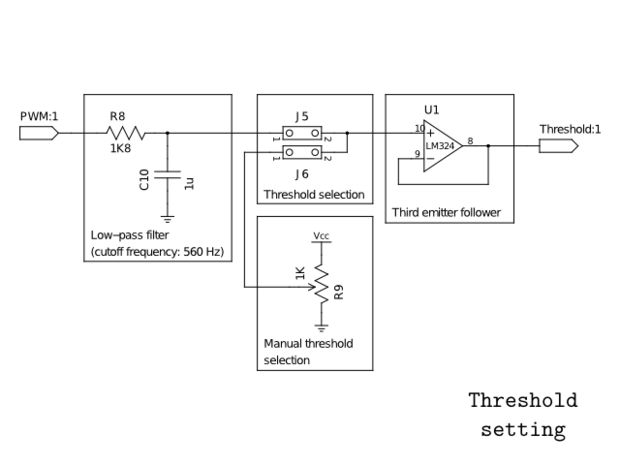 PWM:1
R8
1K8
C10
1u
Low-pass filter
(cutoff frequency: 560 Hz)
J5
1
2
1
2
J6
Threshold selection
U1
10
+
LM324
8
9
-
Third emitter follower
Threshold:1
Vcc
1K
R9
Manual threshold
selection
Threshold
setting